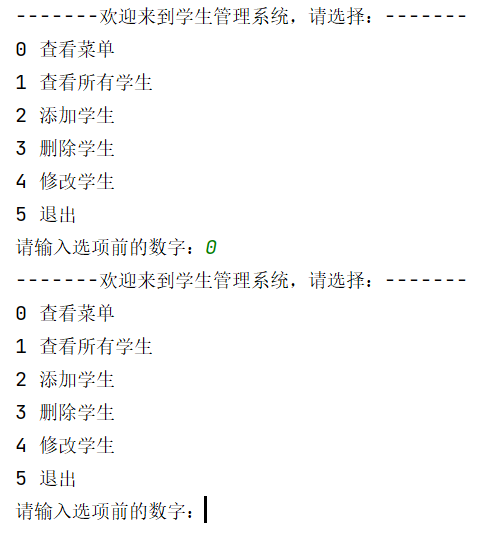 -------欢迎来到学生管理系统，请选择：-------
0 查看菜单
1 查看所有学生
2 添加学生
3 删除学生
4 修改学生
5 退出
请输入选项前的数字：0
-------欢迎来到学生管理系统，请选择：-------
0 查看菜单
1 查看所有学生
2 添加学生
3 删除学生
4 修改学生
5 退出
请输入选项前的数字：